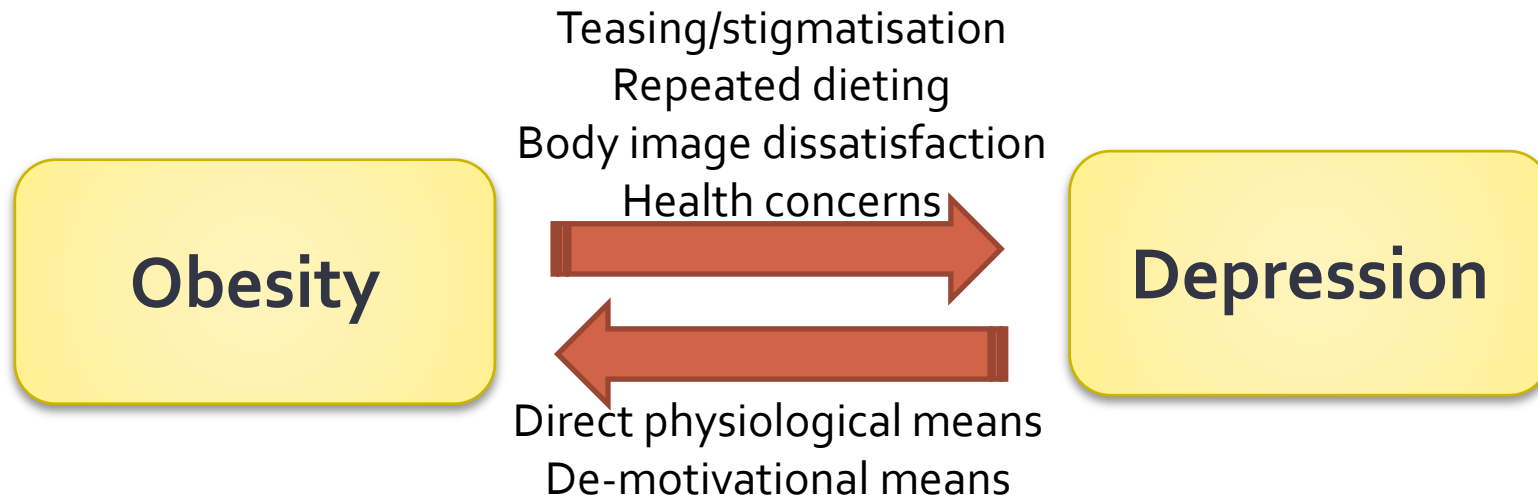 Teasing/stigmatisation
Repeated dieting
Body image dissatisfaction
Health concerns
Obesity
Depression
Direct physiological means
De-motivational means